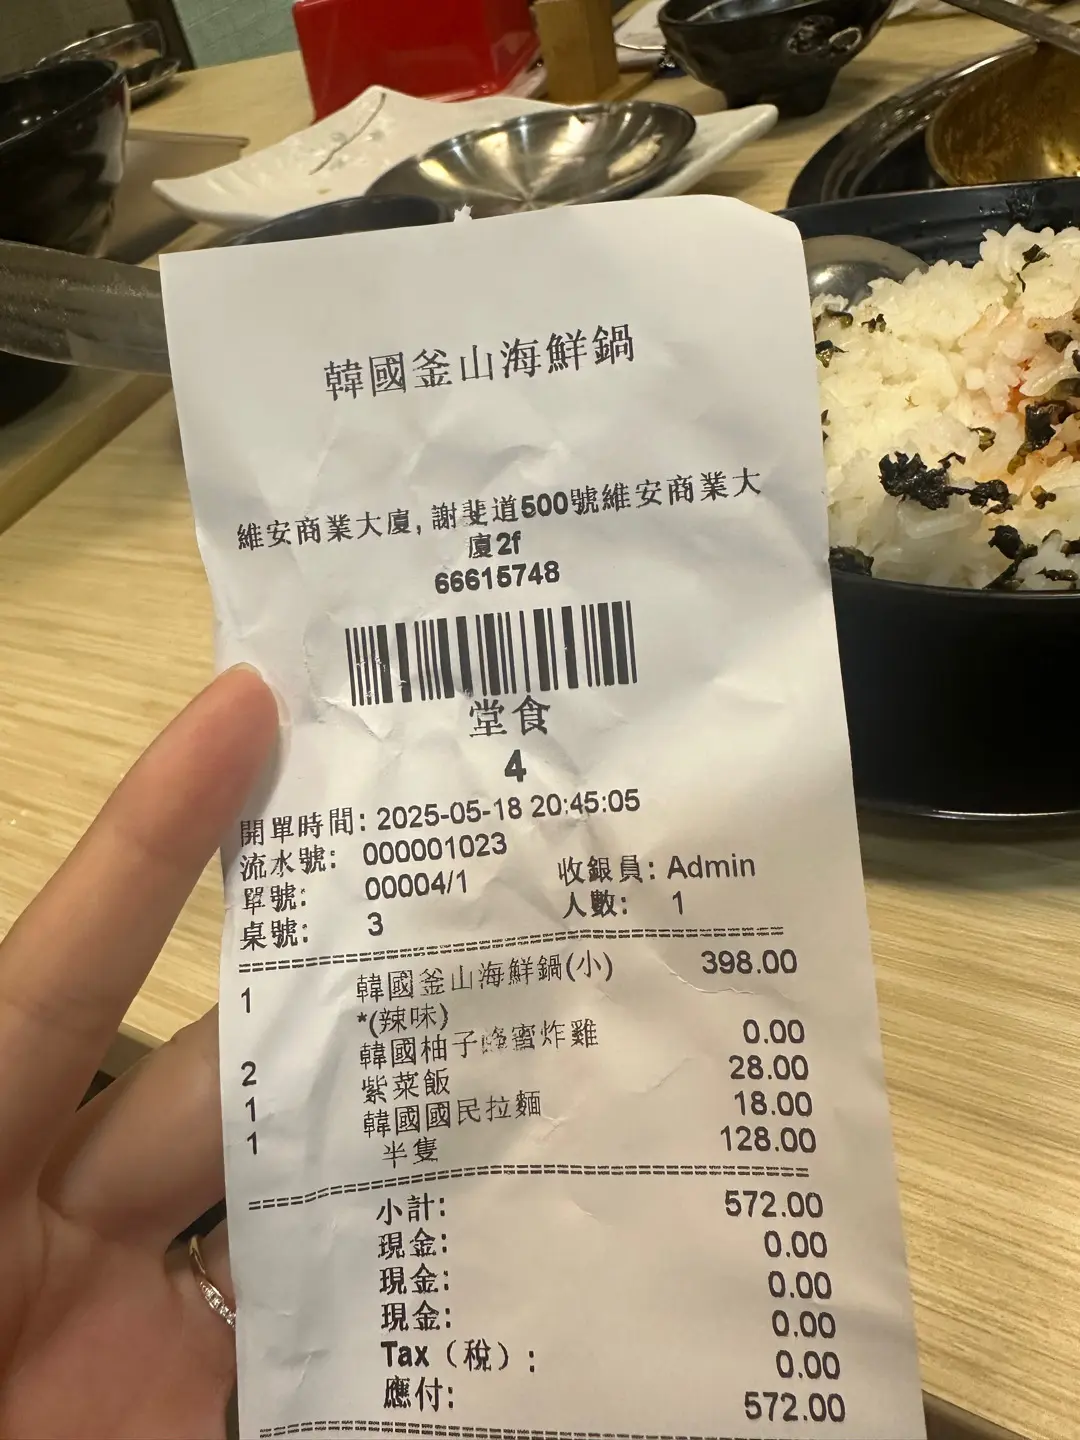 韓國釜山海鮮鍋
維安商業大廈, 謝斐道500號維安商業大
廈2f
66615748
堂食
4
開單時間: 2025-05-18 20:45:05
流水號: 000001023
單號: 00004/1 收銀員: Admin
桌號: 3 人數: 1
1 韓國釜山海鮮鍋(小) 398.00
*(辣味)
韓國柚子蜂蜜炸雞 0.00
2 紫菜飯 28.00
1 韓國國民拉麵 18.00
1 半隻 128.00
小計: 572.00
現金: 0.00
現金: 0.00
現金: 0.00
Tax（稅）: 0.00
應付: 572.00